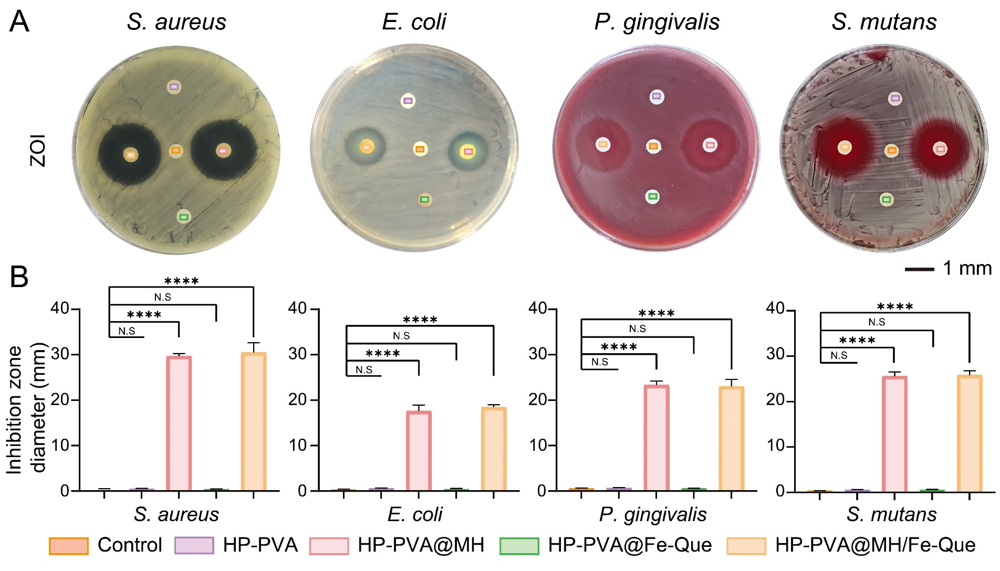 A
S. aureus
E. coli
P. gingivalis
S. mutans
ZOI
1 mm
B
Inhibition zone
diameter (mm)
40
30
20
10
0
****
N.S
****
N.S
S. aureus
40
30
20
10
0
****
N.S
****
N.S
E. coli
40
30
20
10
0
****
N.S
****
N.S
P. gingivalis
40
30
20
10
0
****
N.S
****
N.S
S. mutans
Control
HP-PVA
HP-PVA@MH
HP-PVA@Fe-Que
HP-PVA@MH/Fe-Que